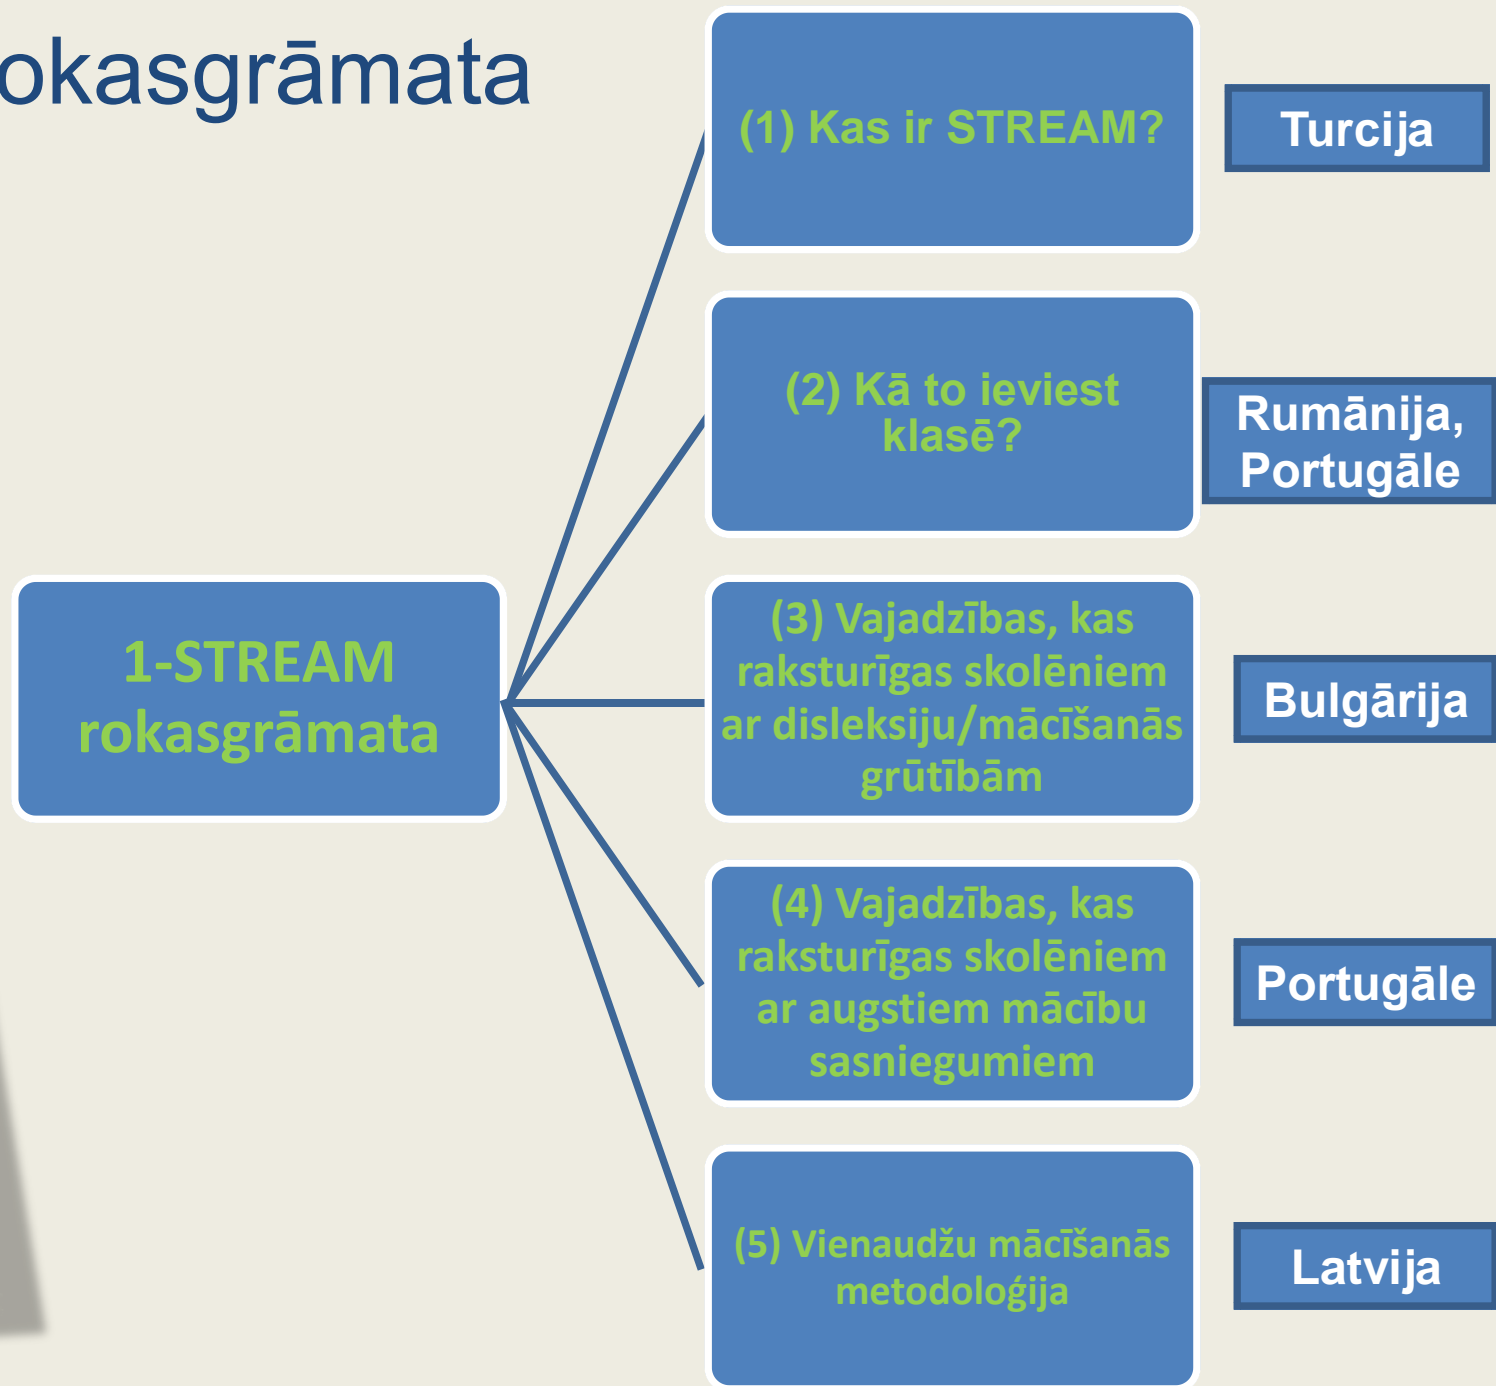 okasgrāmata
(1) Kas ir STREAM?
Turcija
(2) Kā to ieviest
klasē?
Rumānija,
Portugāle
1-STREAM
rokasgrāmata
(3) Vajadzības, kas
raksturīgas skolēniem
ar disleksiju/mācīšanās
grūtībām
Bulgārija
(4) Vajadzības, kas
raksturīgas skolēniem
ar augstiem mācību
sasniegumiem
Portugāle
(5) Vienaudžu mācīšanās
metodoloģija
Latvija